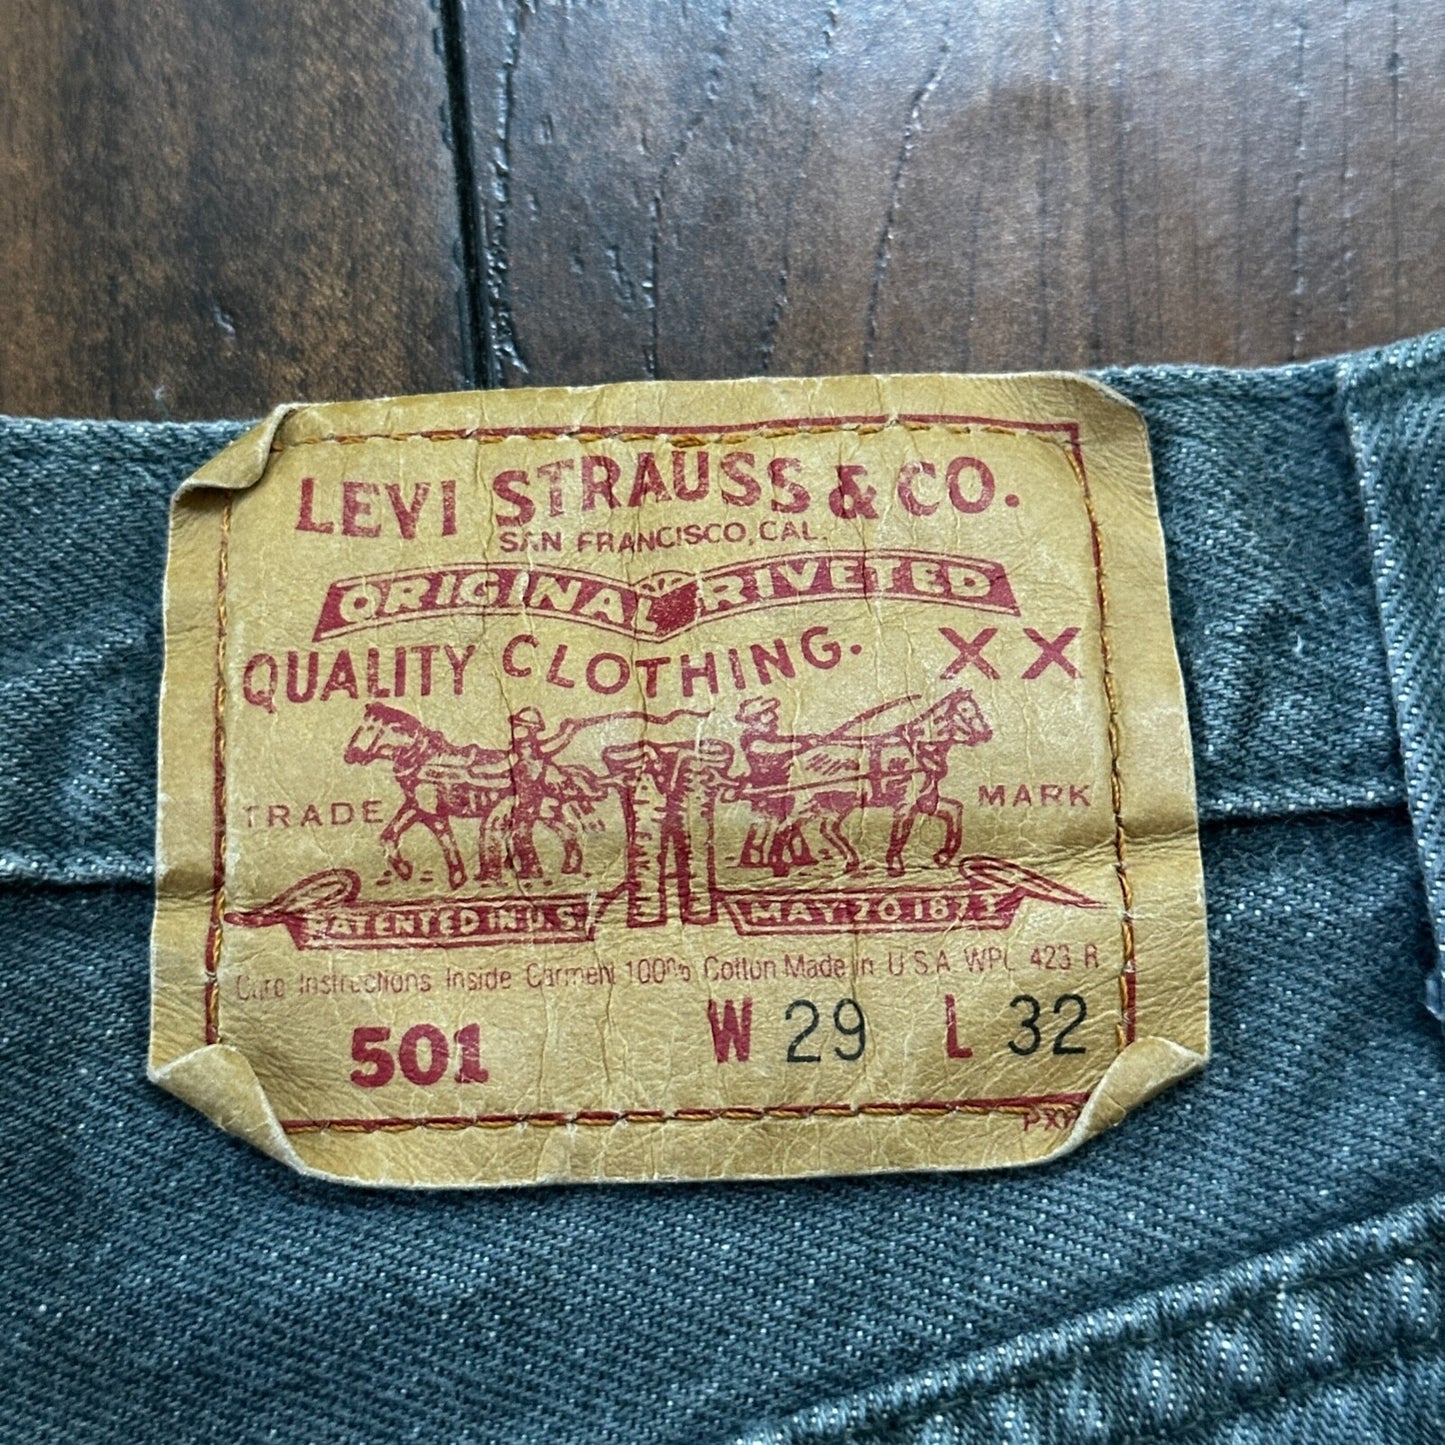 LEVI STRAUSS & CO.
SAN FRANCISCO, CAL.
ORIGINAL RIVETED
QUALITY CLOTHING. XX
TRADE MARK
PATENTED IN U.S. MAY 20 1873
Care Instructions Inside Garment 100% Cotton Made in U.S.A. WPL 423 R
501 W 29 L 32